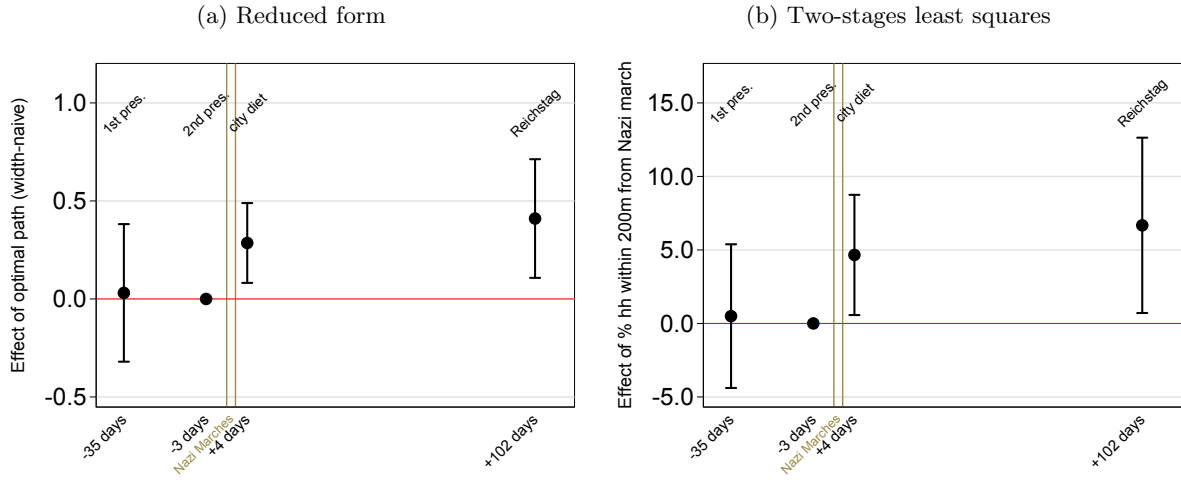 (a) Reduced form
Effect of optimal path (width-naive)
1.0
0.5
0.0
-0.5
1st pres.
2nd pres.
city diet
Reichstag
-35 days
-3 days
Nazi Marches
+4 days
+102 days
(b) Two-stages least squares
Effect of % hh within 200m from Nazi march
15.0
10.0
5.0
0.0
-5.0
1st pres.
2nd pres.
city diet
Reichstag
-35 days
-3 days
Nazi Marches
+4 days
+102 days